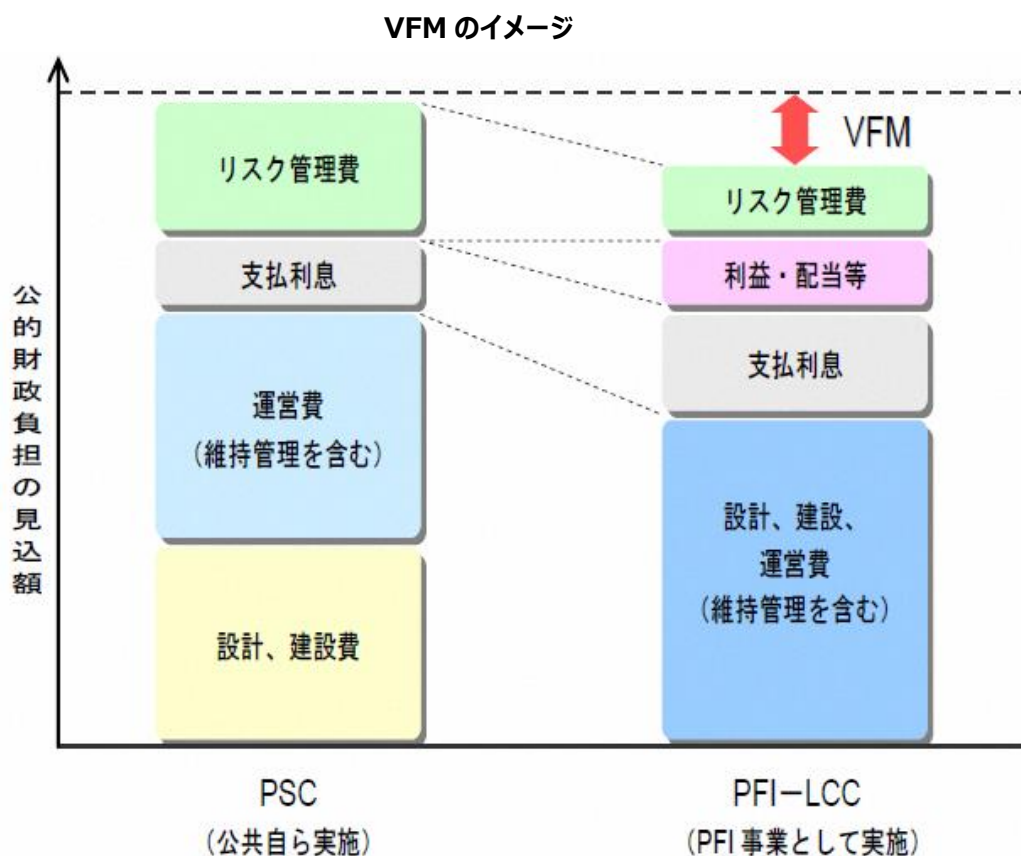 VFM のイメージ
公的財政負担の見込額
リスク管理費
支払利息
運営費
（維持管理を含む）
設計、建設費
VFM
リスク管理費
利益・配当等
支払利息
設計、建設、
運営費
（維持管理を含む）
PSC
（公共自ら実施）
PFI－LCC
（PFI 事業として実施）